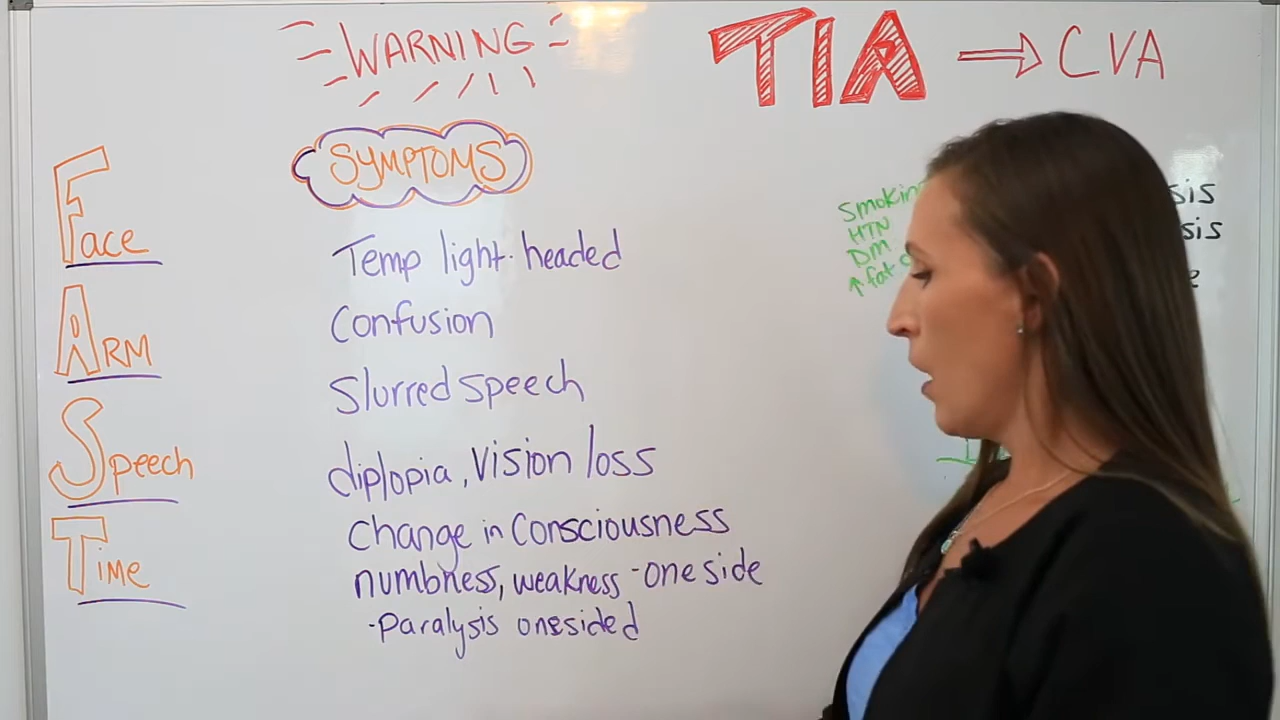 WARNING
TIA → CVA
Face
ARM
Speech
Time
SYMPTOMS
Temp light-headed
Confusion
Slurred speech
diplopia, Vision loss
Change in Consciousness
numbness, weakness - one side
- paralysis onesided
HTN
DM
↑ fat